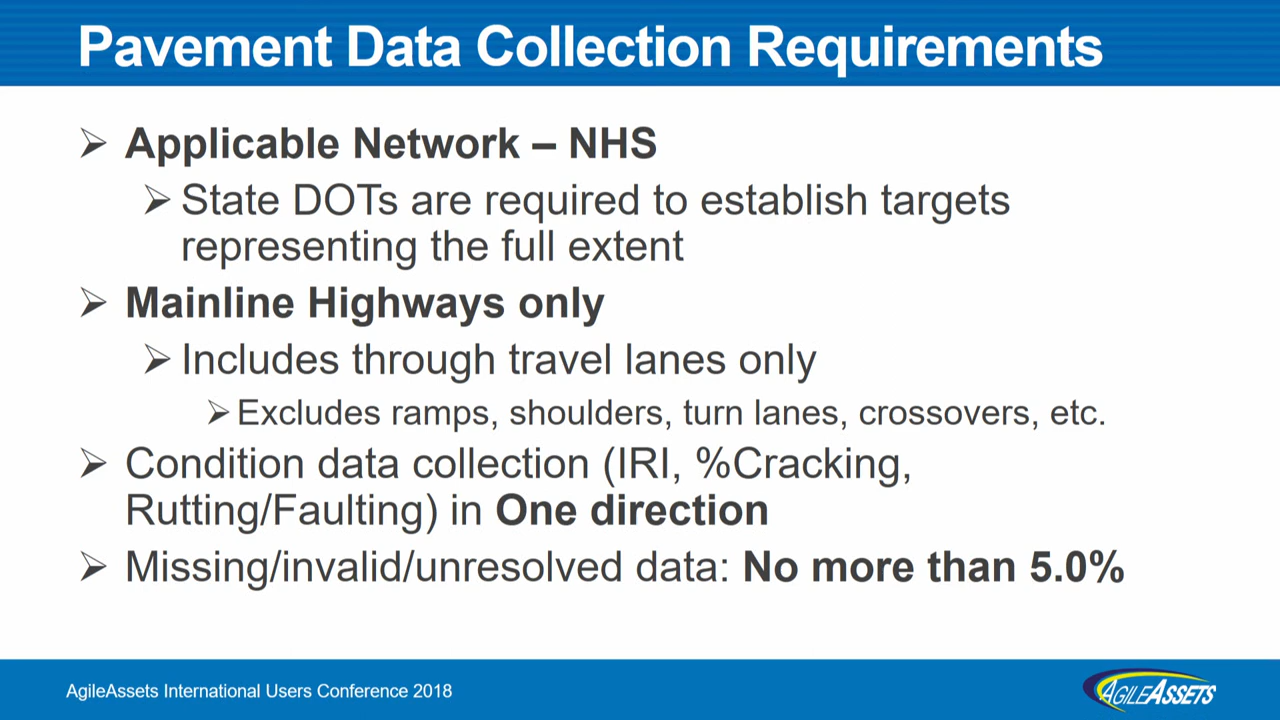 Pavement Data Collection Requirements
➢ Applicable Network – NHS
➢ State DOTs are required to establish targets
representing the full extent
➢ Mainline Highways only
➢ Includes through travel lanes only
➢ Excludes ramps, shoulders, turn lanes, crossovers, etc.
➢ Condition data collection (IRI, %Cracking,
Rutting/Faulting) in One direction
➢ Missing/invalid/unresolved data: No more than 5.0%
AgileAssets International Users Conference 2018
AGILEASSETS